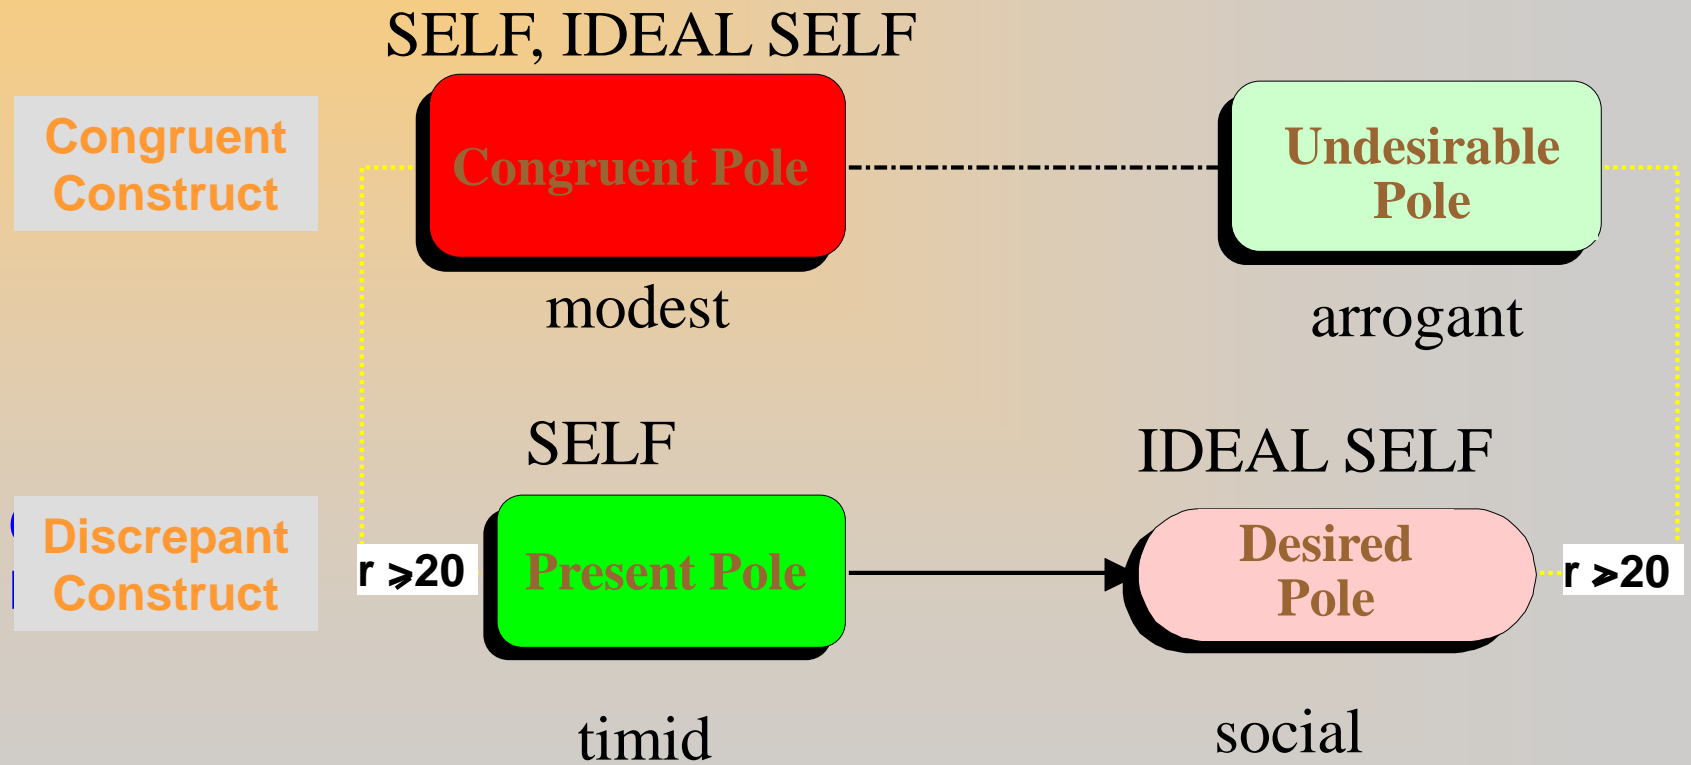 SELF, IDEAL SELF
Congruent
Construct
Congruent Pole
Undesirable
Pole
modest
arrogant
SELF
IDEAL SELF
Discrepant
Construct
r ⩾20
Present Pole
Desired
Pole
r >20
timid
social